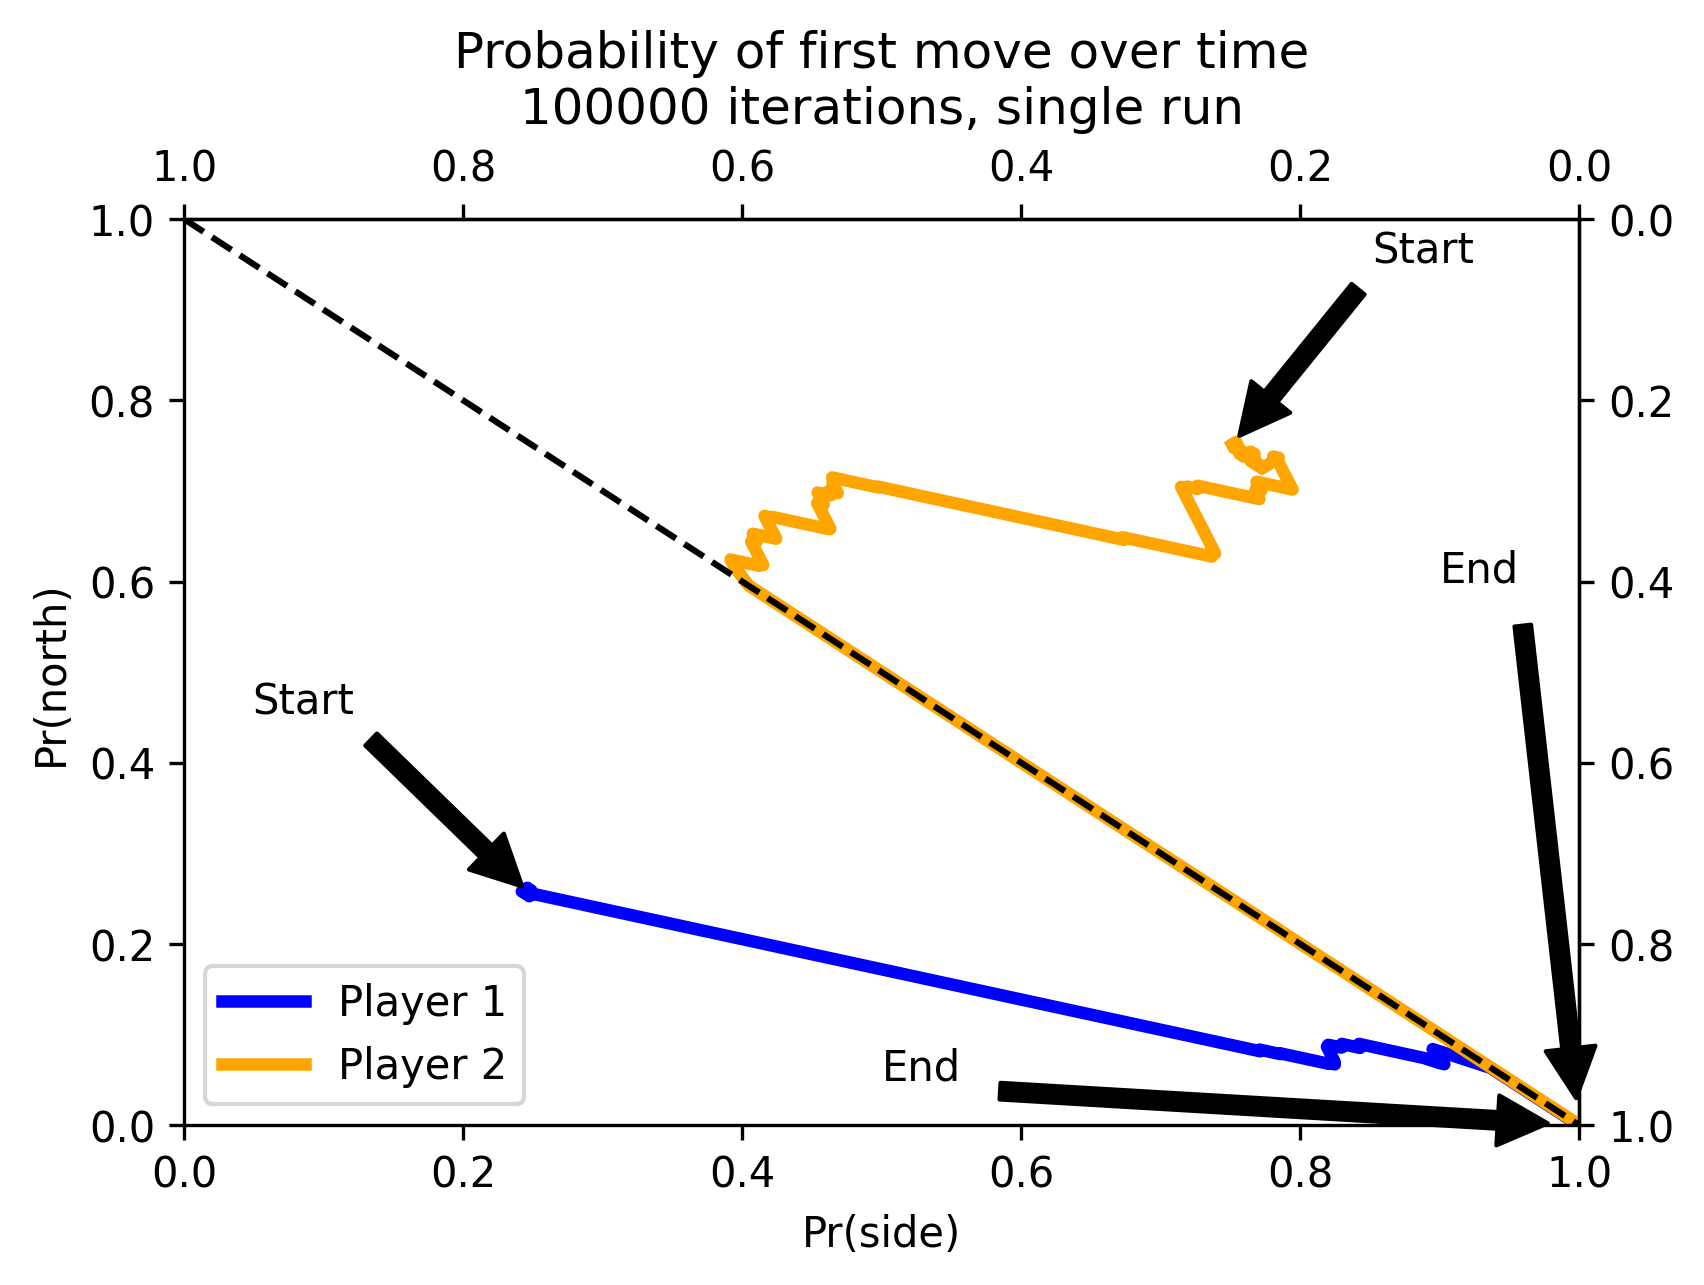 Probability of first move over time
100000 iterations, single run
1.0 0.8 0.6 0.4 0.2 0.0
1.0 0.0
Start
0.8 0.2
End
0.6 0.4
Pr(north)
Start
0.4 0.6
0.2 0.8
Player 1
Player 2
End
0.0 1.0
0.0 0.2 0.4 0.6 0.8 1.0
Pr(side)